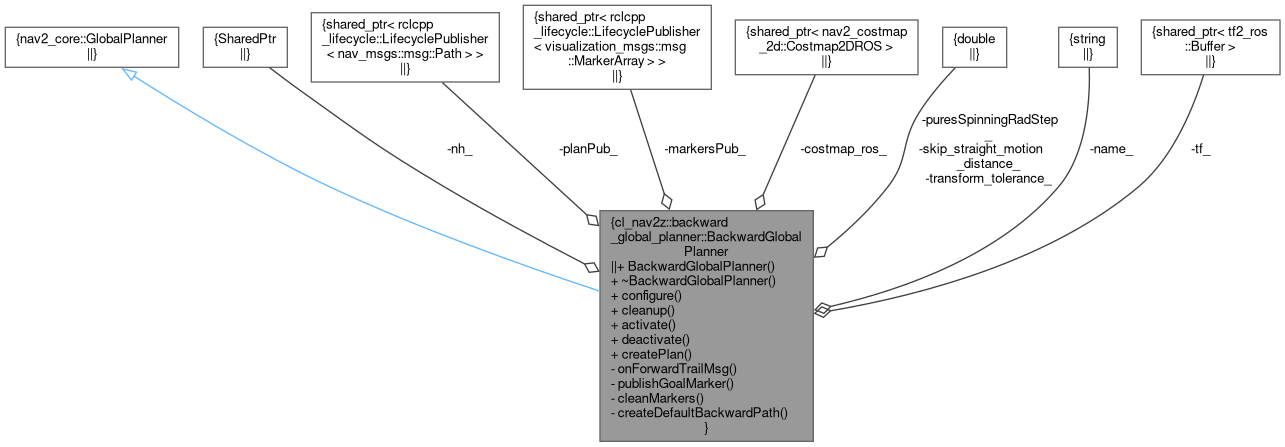 {nav2_core::GlobalPlanner
||}
{SharedPtr
||}
{shared_ptr< rclcpp
_lifecycle::LifecyclePublisher
< nav_msgs::msg::Path > >
||}
{shared_ptr< rclcpp
_lifecycle::LifecyclePublisher
< visualization_msgs::msg
::MarkerArray > >
||}
{shared_ptr< nav2_costmap
_2d::Costmap2DROS >
||}
{double
||}
{string
||}
{shared_ptr< tf2_ros
::Buffer >
||}
-nh_
-planPub_
-markersPub_
-costmap_ros_
-puresSpinningRadStep
_
-skip_straight_motion
_distance_
-transform_tolerance_
-name_
-tf_
{cl_nav2z::backward
_global_planner::BackwardGlobal
Planner
||+ BackwardGlobalPlanner()
+ ~BackwardGlobalPlanner()
+ configure()
+ cleanup()
+ activate()
+ deactivate()
+ createPlan()
- onForwardTrailMsg()
- publishGoalMarker()
- cleanMarkers()
- createDefaultBackwardPath()
}